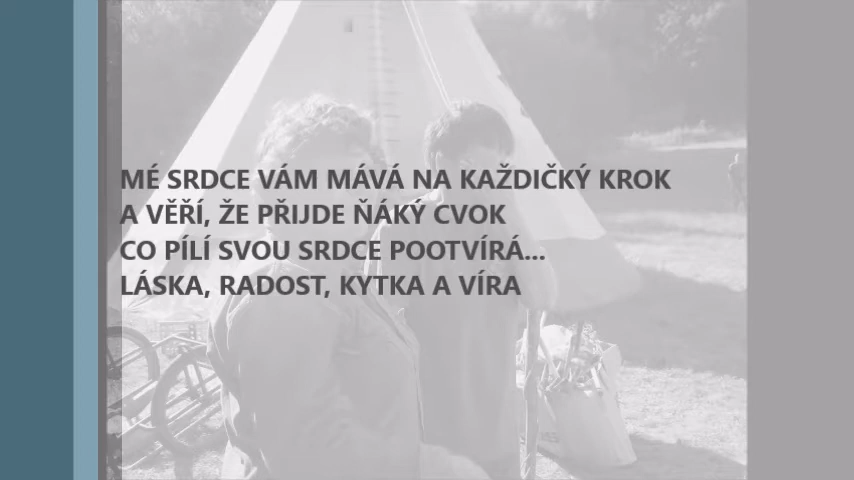 MÉ SRDCE VÁM MÁVÁ NA KAŽDIČKÝ KROK
A VĚŘÍ, ŽE PŘIJDE ŇÁKÝ CVOK
CO PÍLÍ SVOU SRDCE POOTVÍRÁ...
LÁSKA, RADOST, KYTKA A VÍRA